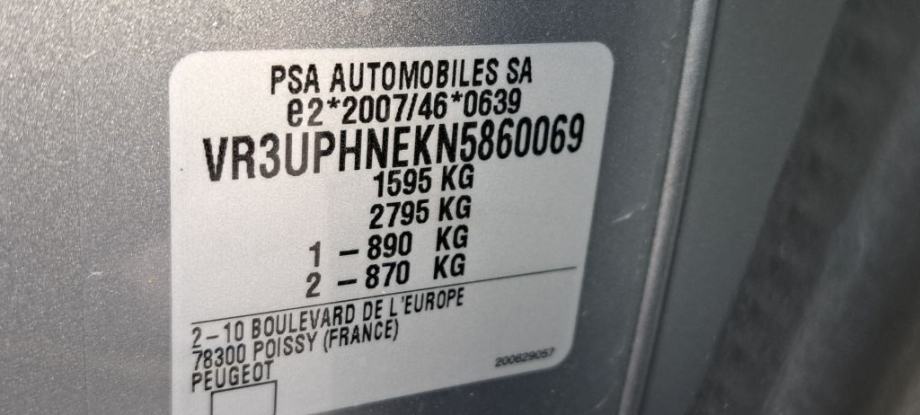 PSA AUTOMOBILES SA
e2*2007/46*0639
VR3UPHNEKN5860069
1595 KG
2795 KG
1 – 890 KG
2 – 870 KG
2–10 BOULEVARD DE L'EUROPE
78300 POISSY (FRANCE)
PEUGEOT
200629057